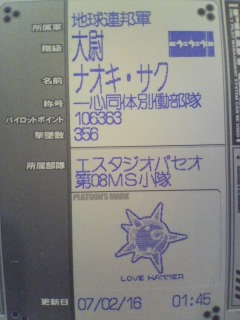 所属軍 地球連邦軍
階級 大尉
名前 ナオキ・サク
称号 一心同体別働部隊
パイロットポイント 106363
撃墜数 356
所属部隊 エスタジオパセオ
第08MS小隊
PLATOON'S MARK
LOVE HATTER
更新日 07/02/16 01:45